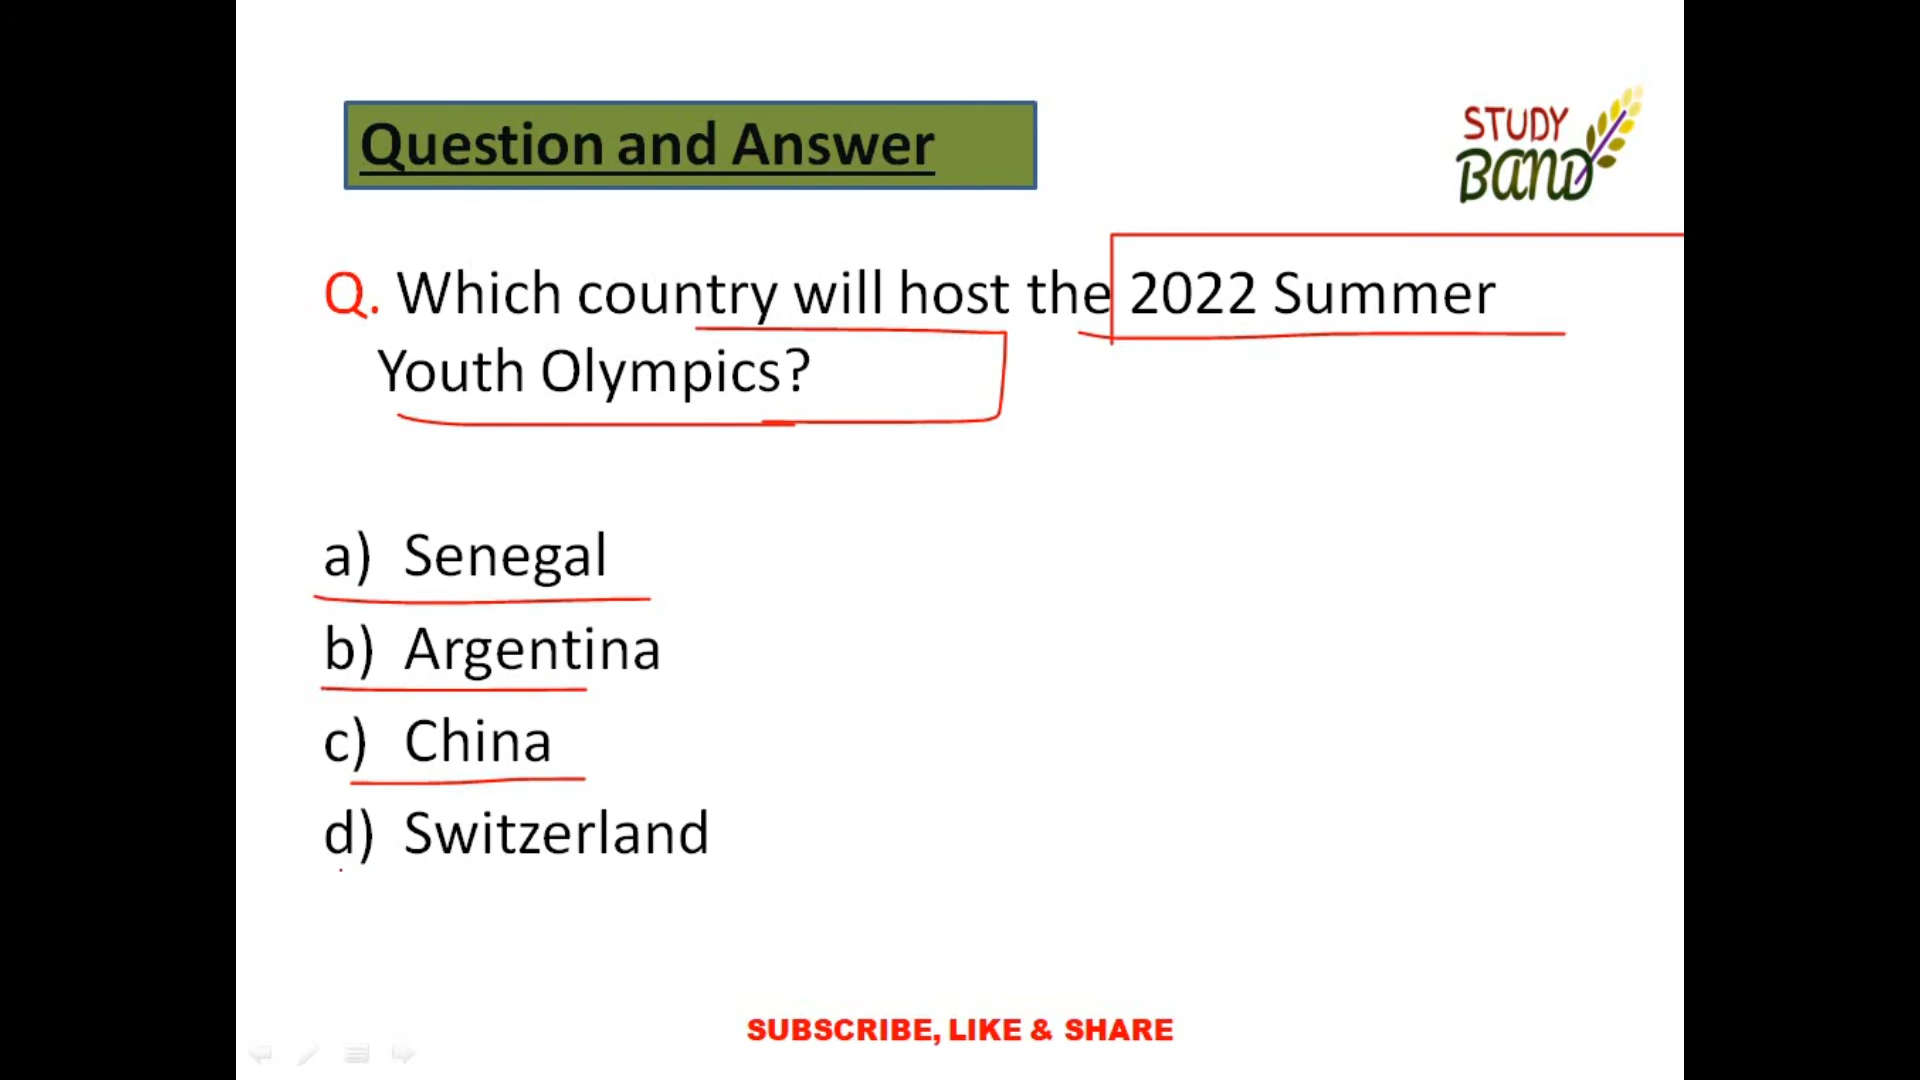 Question and Answer
STUDY
BAND
Q. Which country will host the 2022 Summer
Youth Olympics?
a) Senegal
b) Argentina
c) China
d) Switzerland
SUBSCRIBE, LIKE & SHARE